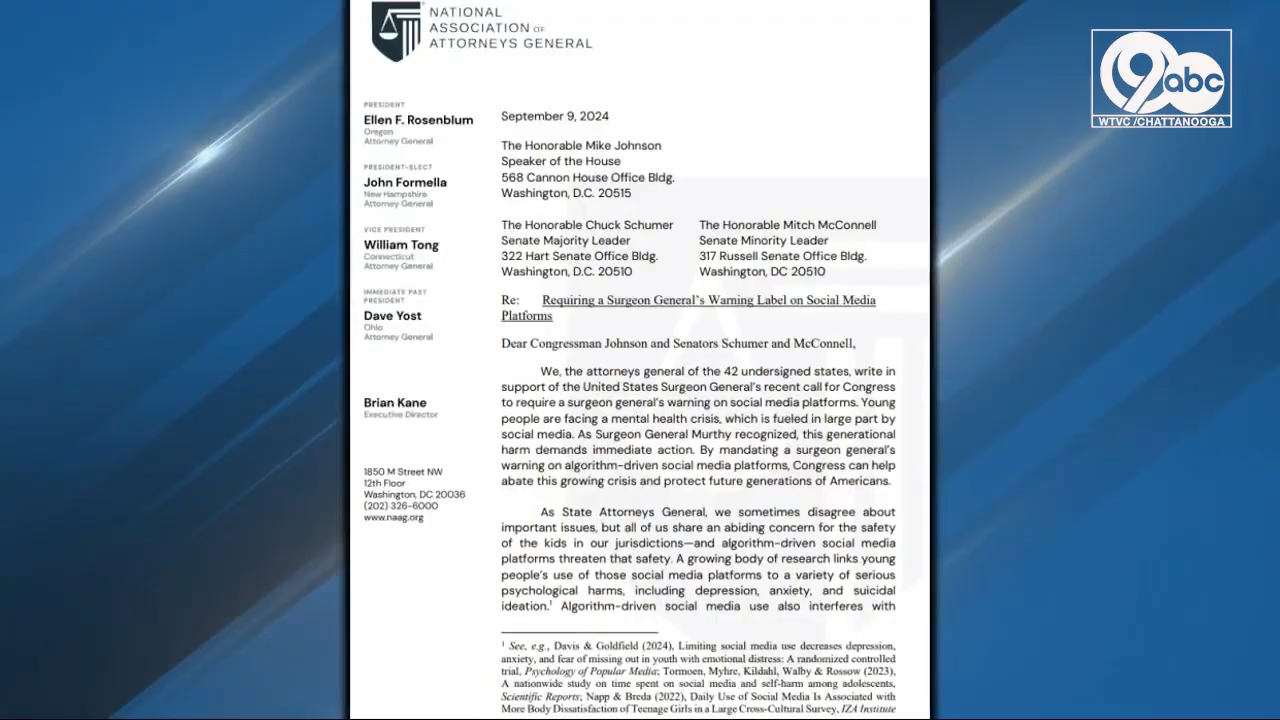 NATIONAL
ASSOCIATION OF
ATTORNEYS GENERAL
9abc
WTVC /CHATTANOOGA
PRESIDENT
Ellen F. Rosenblum
Oregon
Attorney General
PRESIDENT-ELECT
John Formella
New Hampshire
Attorney General
VICE PRESIDENT
William Tong
Connecticut
Attorney General
IMMEDIATE PAST
PRESIDENT
Dave Yost
Ohio
Attorney General
Brian Kane
Executive Director
1850 M Street NW
12th Floor
Washington, DC 20036
(202) 326-6000
www.naag.org
September 9, 2024
The Honorable Mike Johnson
Speaker of the House
568 Cannon House Office Bldg.
Washington, D.C. 20515
The Honorable Chuck Schumer
Senate Majority Leader
322 Hart Senate Office Bldg.
Washington, D.C. 20510
The Honorable Mitch McConnell
Senate Minority Leader
317 Russell Senate Office Bldg.
Washington, DC 20510
Re: Requiring a Surgeon General's Warning Label on Social Media
Platforms
Dear Congressman Johnson and Senators Schumer and McConnell,
We, the attorneys general of the 42 undersigned states, write in
support of the United States Surgeon General's recent call for Congress
to require a surgeon general's warning on social media platforms. Young
people are facing a mental health crisis, which is fueled in large part by
social media. As Surgeon General Murthy recognized, this generational
harm demands immediate action. By mandating a surgeon general's
warning on algorithm-driven social media platforms, Congress can help
abate this growing crisis and protect future generations of Americans.
As State Attorneys General, we sometimes disagree about
important issues, but all of us share an abiding concern for the safety
of the kids in our jurisdictions—and algorithm-driven social media
platforms threaten that safety. A growing body of research links young
people's use of those social media platforms to a variety of serious
psychological harms, including depression, anxiety, and suicidal
ideation.¹ Algorithm-driven social media use also interferes with
¹ See, e.g., Davis & Goldfield (2024), Limiting social media use decreases depression,
anxiety, and fear of missing out in youth with emotional distress: A randomized controlled
trial, Psychology of Popular Media; Tormoen, Myhre, Kildahl, Walby & Rossow (2023),
A nationwide study on time spent on social media and self-harm among adolescents,
Scientific Reports; Napp & Breda (2022), Daily Use of Social Media Is Associated with
More Body Dissatisfaction of Teenage Girls in a Large Cross-Cultural Survey, IZA Institute